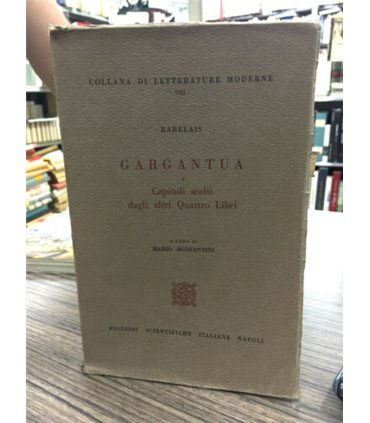 COLLANA DI LETTERATURE MODERNE
VIII
RABELAIS
GARGANTUA
e
Capitoli scelti
dagli altri Quattro Libri
a cura di
MARIO BONFANTINI
EDIZIONI SCIENTIFICHE ITALIANE NAPOLI